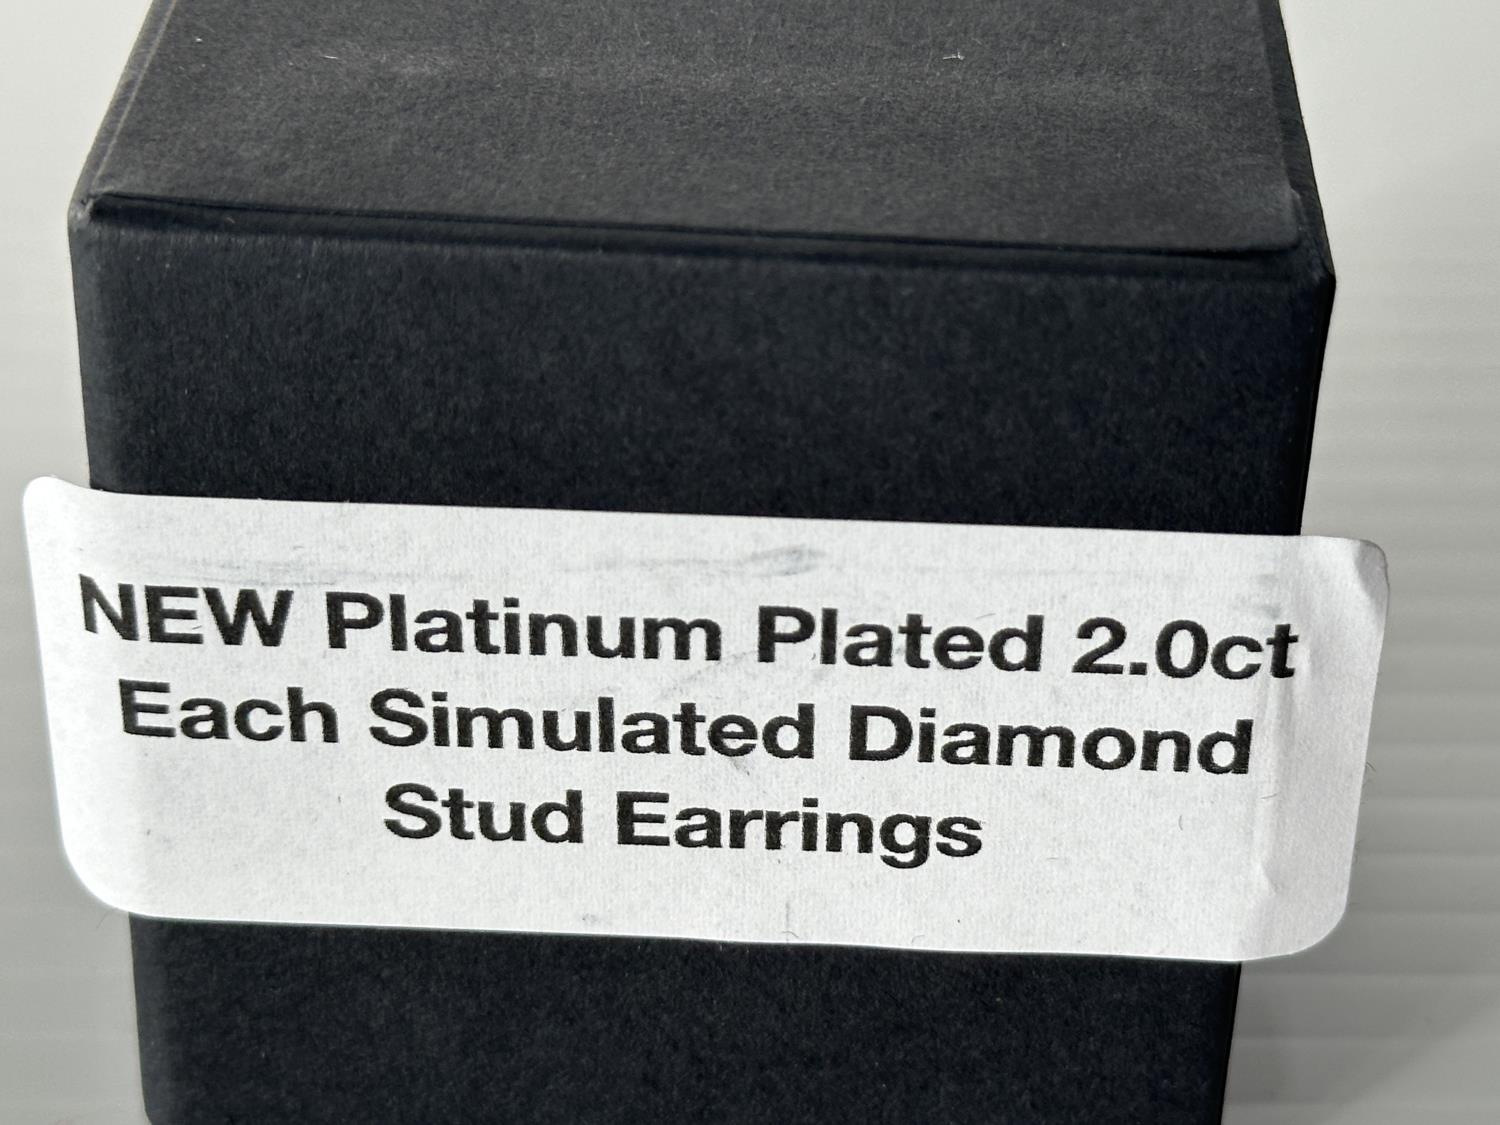 NEW Platinum Plated 2.0ct
Each Simulated Diamond
Stud Earrings